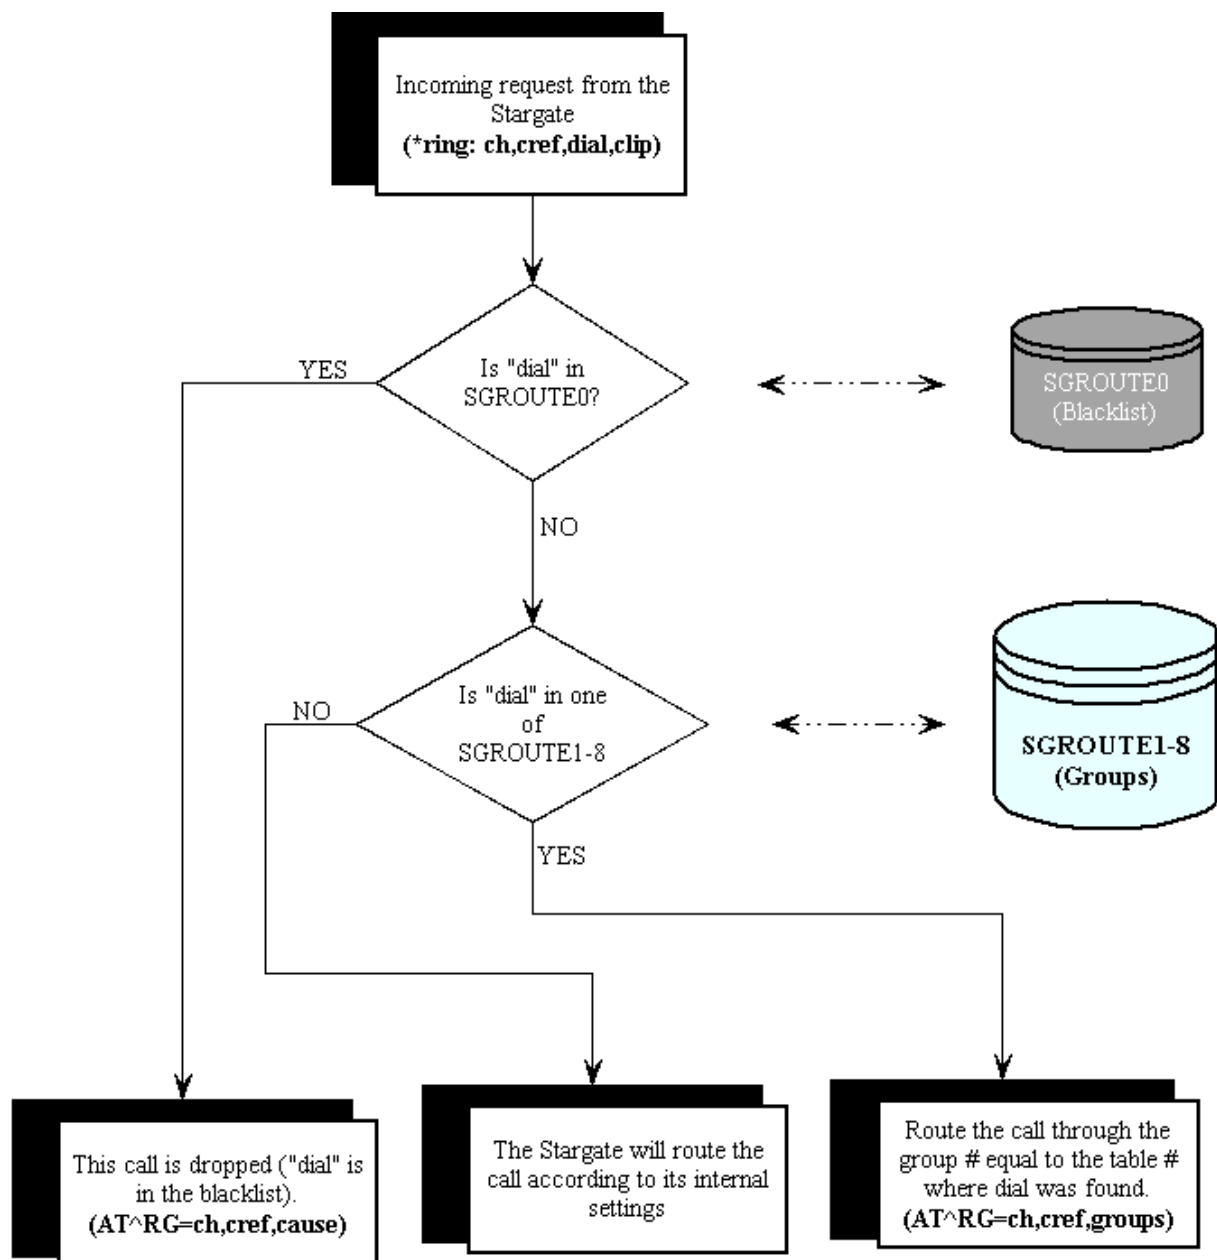 Incoming request from the
Stargate
(*ring: ch,cref,dial,clip)
YES
Is "dial" in
SGROUTE0?
SGROUTE0
(Blacklist)
NO
NO
Is "dial" in one
of
SGROUTE1-8
SGROUTE1-8
(Groups)
YES
This call is dropped ("dial" is
in the blacklist).
(AT^RG=ch,cref,cause)
The Stargate will route the
call according to its internal
settings
Route the call through the
group # equal to the table #
where dial was found.
(AT^RG=ch,cref,groups)